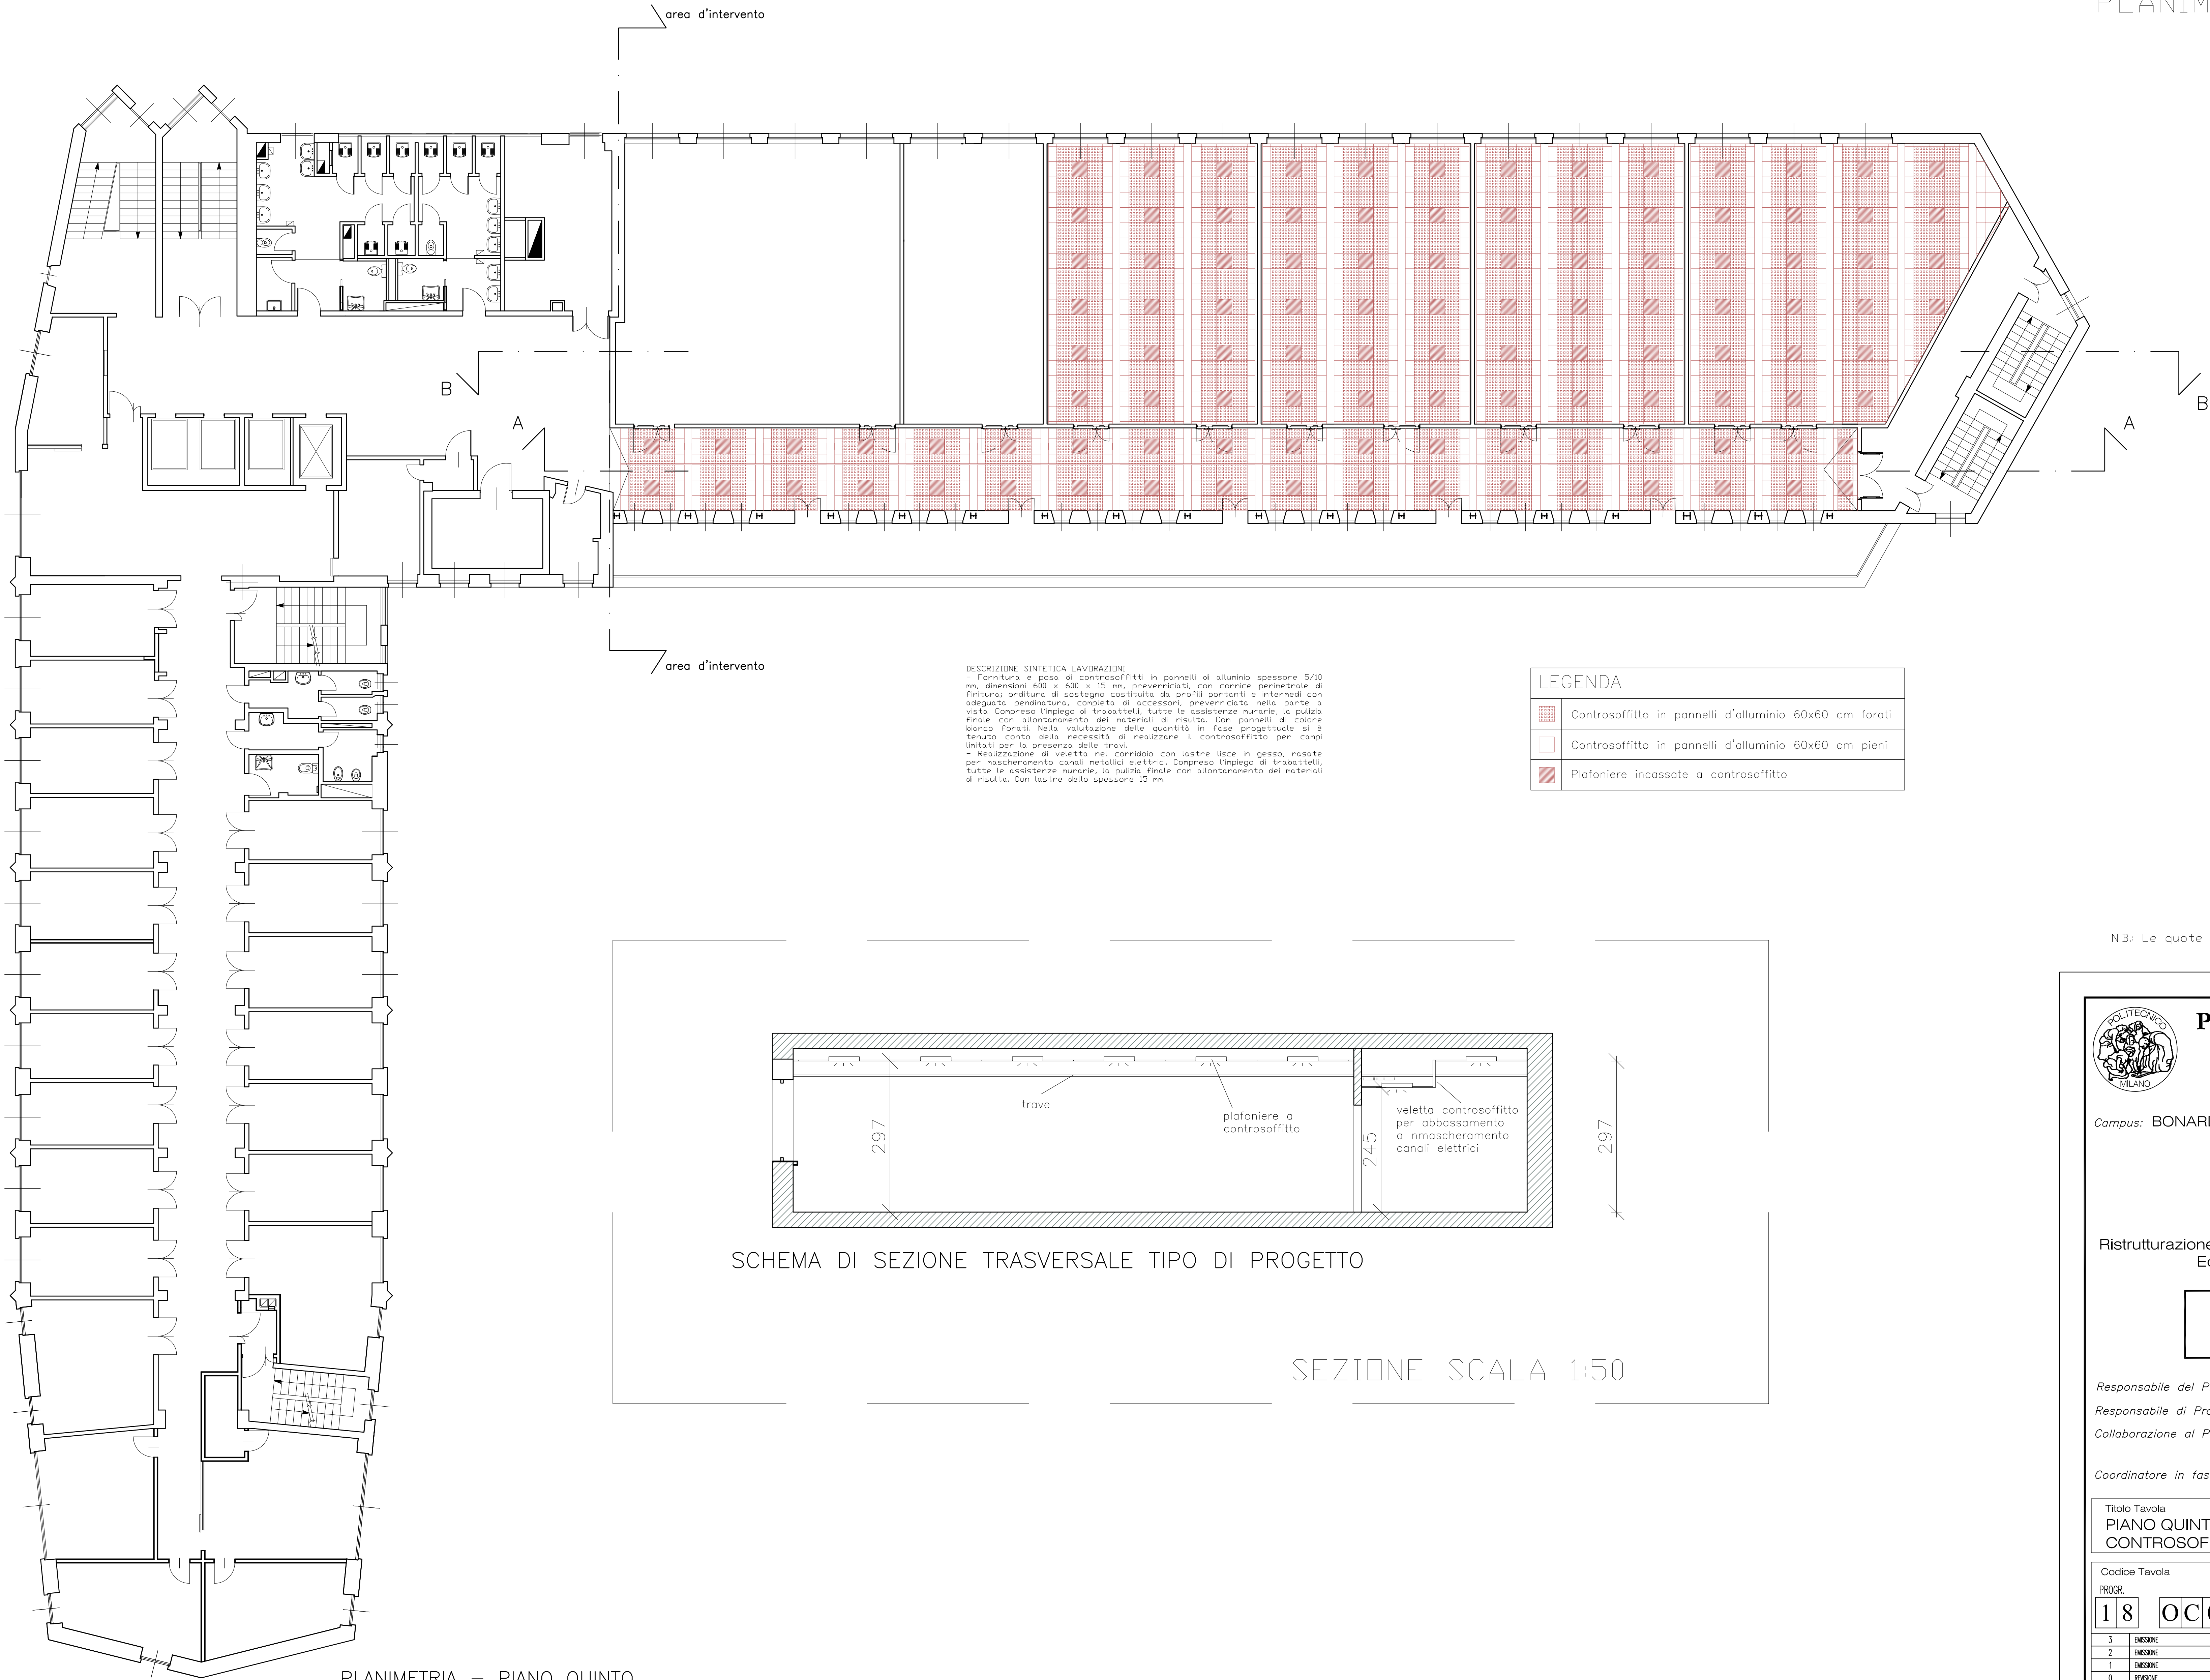 PLANIM
area d'intervento
B
A
B
A
area d'intervento
DESCRIZIONE SINTETICA LAVORAZIONI
- Fornitura e posa di controsoffitti in pannelli di alluminio spessore 5/10
mm, dimensioni 600 x 600 x 15 mm, preverniciati, con cornice perimetrale di
finitura; orditura di sostegno costituita da profili portanti e intermedi con
adeguata pendinatura, completa di accessori, preverniciata nella parte a
vista. Compreso l'impiego di trabattelli, tutte le assistenze murarie, la pulizia
finale con allontanamento dei materiali di risulta. Con pannelli di colore
bianco forati. Nella valutazione delle quantità in fase progettuale si è
tenuto conto della necessità di realizzare il controsoffitto per campi
limitati per la presenza delle travi.
- Realizzazione di veletta nel corridoio con lastre lisce in gesso, rasate
per mascheramento canali metallici elettrici. Compreso l'impiego di trabattelli,
tutte le assistenze murarie, la pulizia finale con allontanamento dei materiali
di risulta. Con lastre dello spessore 15 mm.
LEGENDA
Controsoffitto in pannelli d'alluminio 60x60 cm forati
Controsoffitto in pannelli d'alluminio 60x60 cm pieni
Plafoniere incassate a controsoffitto
trave
plafoniere a
controsoffitto
veletta controsoffitto
per abbassamento
a nmascheramento
canali elettrici
297
245
297
SCHEMA DI SEZIONE TRASVERSALE TIPO DI PROGETTO
SEZIONE SCALA 1:50
PLANIMETRIA - PIANO QUINTO
N.B.: Le quote
POLITECNICO
MILANO
P
Campus: BONARD
Ristrutturazione
Ed
Responsabile del P
Responsabile di Pro
Collaborazione al P
Coordinatore in fas
Titolo Tavola
PIANO QUINT
CONTROSOF
Codice Tavola
PROGR.
18 OC
3 EMISSIONE
2 EMISSIONE
1 EMISSIONE
0 REVISIONE